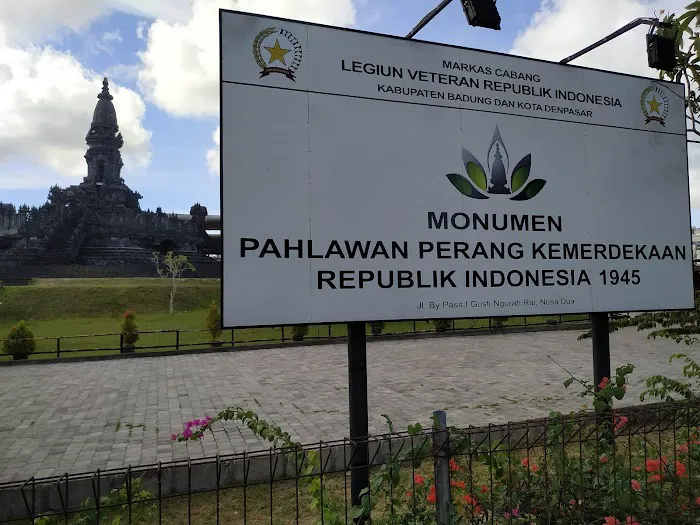 MARKAS CABANG
LEGIUN VETERAN REPUBLIK INDONESIA
KABUPATEN BADUNG DAN KOTA DENPASAR
MONUMEN
PAHLAWAN PERANG KEMERDEKAAN
REPUBLIK INDONESIA 1945
Jl. By Pass I Gusti Ngurah Rai, Nusa Dua